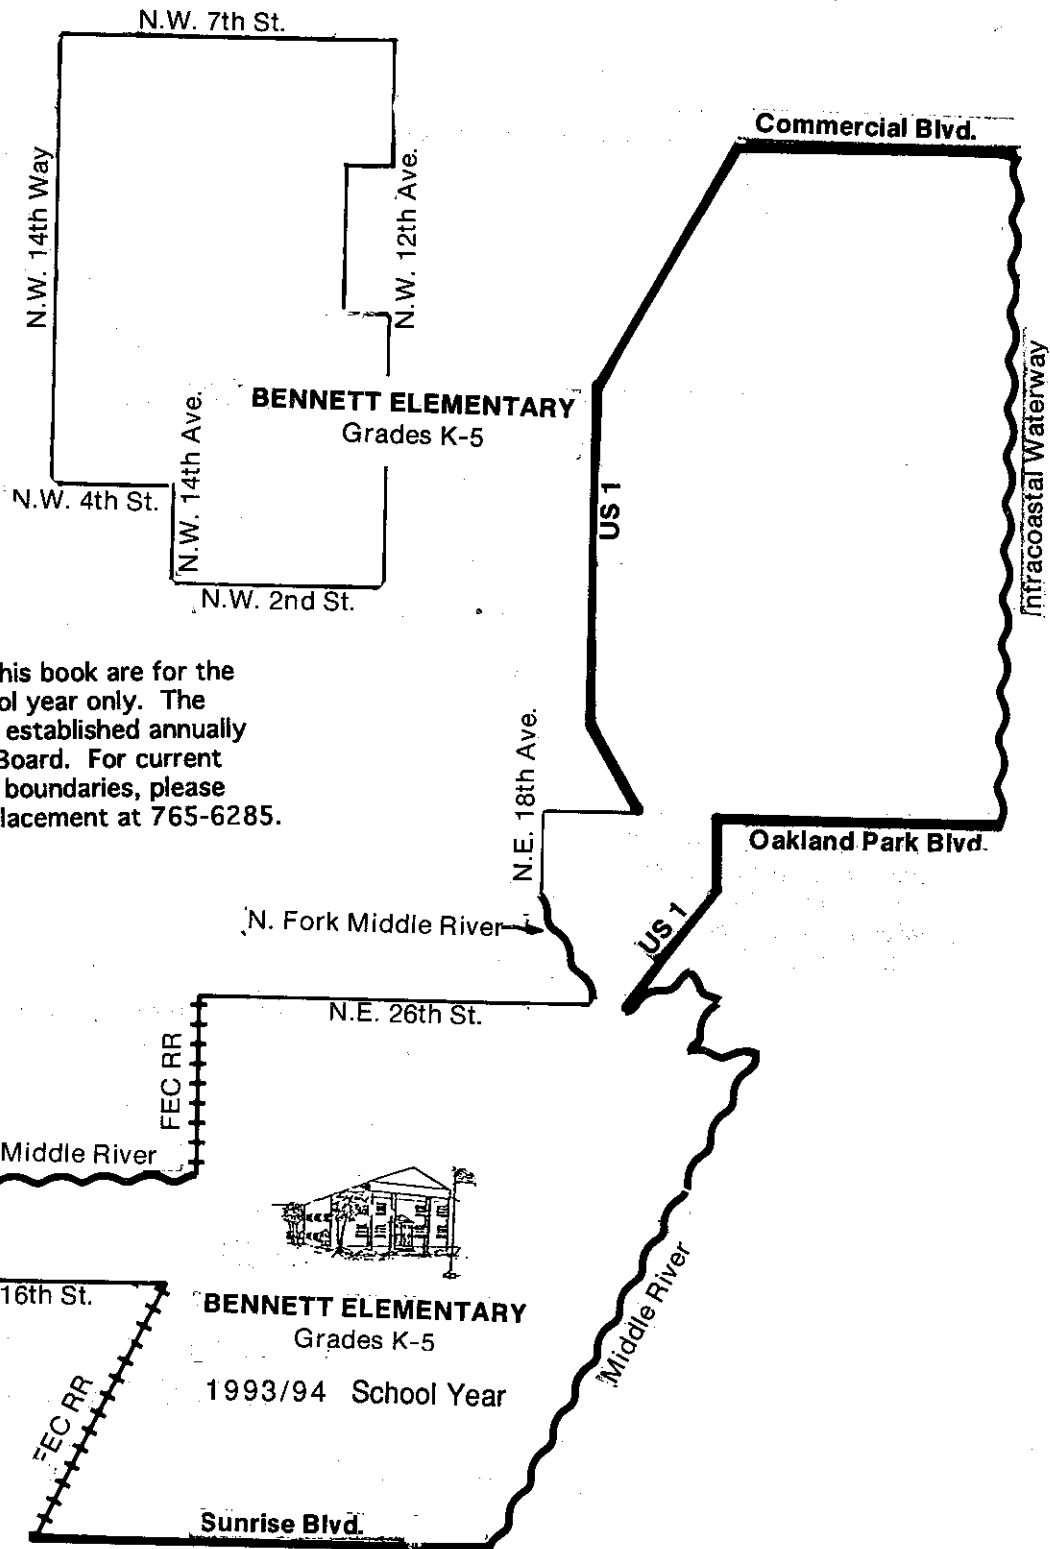 N.W. 7th St.
Commercial Blvd.
N.W. 14th Way
N.W. 12th Ave.
Intracoastal Waterway
BENNETT ELEMENTARY
Grades K-5
N.W. 14th Ave.
N.W. 4th St.
US 1
N.W. 2nd St.
his book are for the
ol year only. The
established annually
Board. For current
boundaries, please
lacement at 765-6285.
N.E. 18th Ave.
Oakland Park Blvd.
N. Fork Middle River
US 1
N.E. 26th St.
FEC RR
Middle River
16th St.
BENNETT ELEMENTARY
Grades K-5
1993/94 School Year
Middle River
FEC RR
Sunrise Blvd.